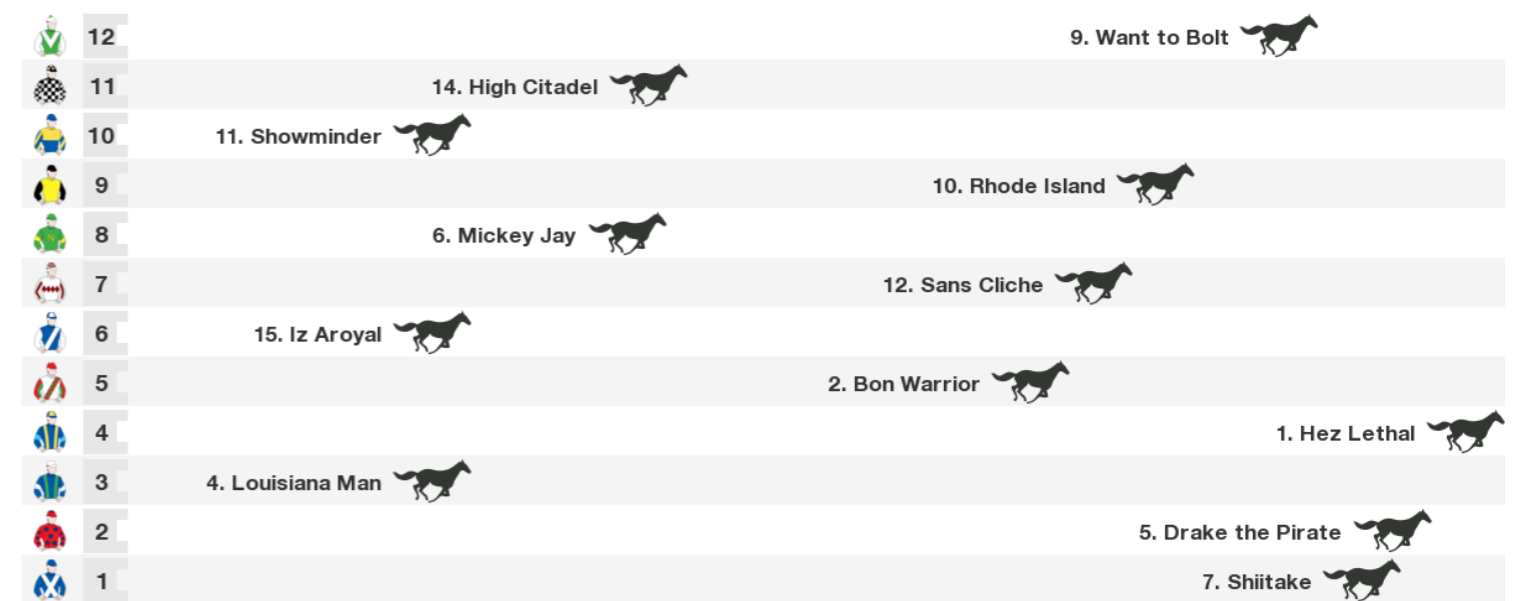 12 9. Want to Bolt
11 14. High Citadel
10 11. Showminder
9 10. Rhode Island
8 6. Mickey Jay
7 12. Sans Cliche
6 15. Iz Aroyal
5 2. Bon Warrior
4 1. Hez Lethal
3 4. Louisiana Man
2 5. Drake the Pirate
1 7. Shiitake